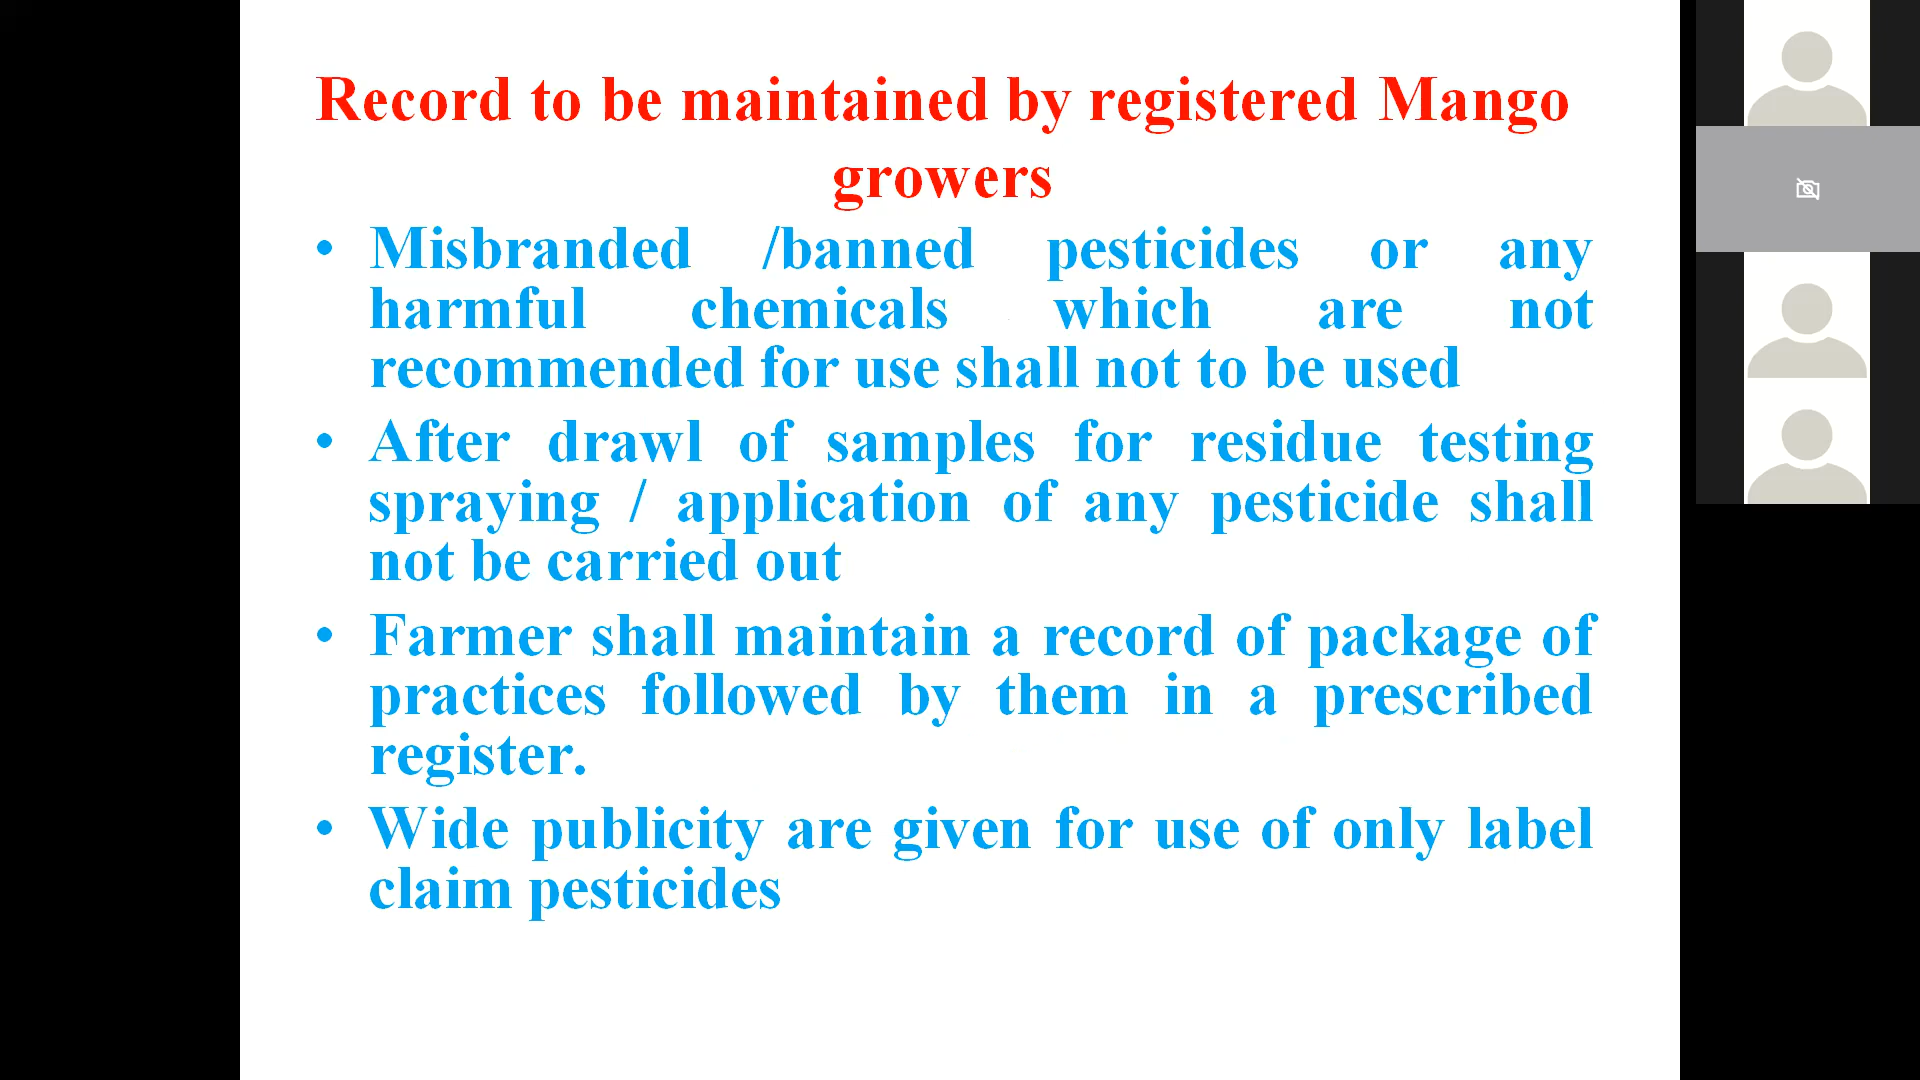 Record to be maintained by registered Mango
growers
• Misbranded /banned pesticides or any
harmful chemicals which are not
recommended for use shall not to be used
• After drawl of samples for residue testing
spraying / application of any pesticide shall
not be carried out
• Farmer shall maintain a record of package of
practices followed by them in a prescribed
register.
• Wide publicity are given for use of only label
claim pesticides